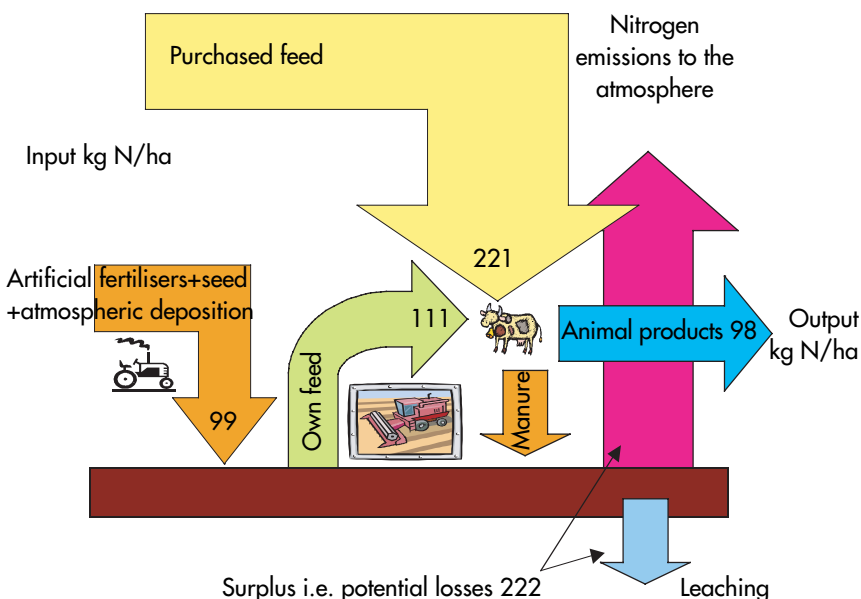 Purchased feed
Nitrogen
emissions to the
atmosphere
Input kg N/ha
221
Artificial fertilisers+seed
+atmospheric deposition
111
Animal products 98
Output
kg N/ha
Own feed
Manure
99
Surplus i.e. potential losses 222
Leaching